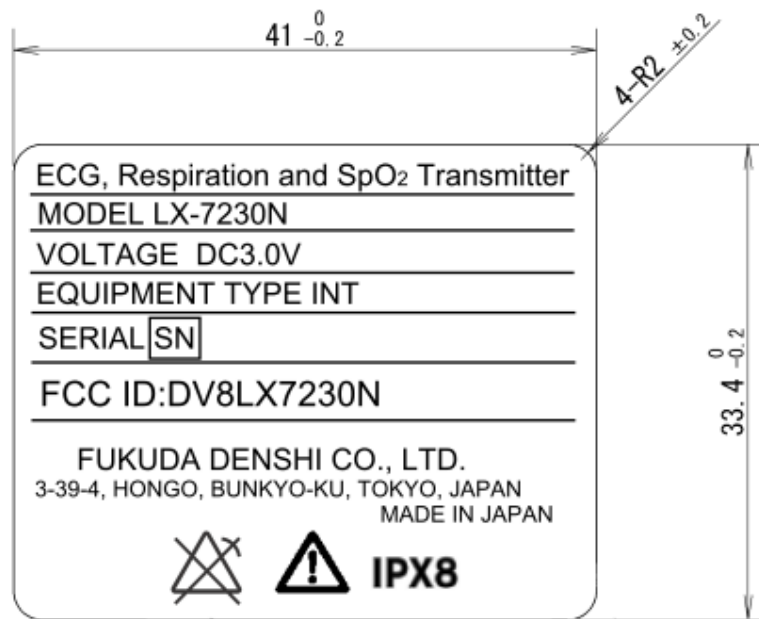 41 0 -0.2
4-R2 ±0.2
ECG, Respiration and SpO₂ Transmitter
MODEL LX-7230N
VOLTAGE DC3.0V
EQUIPMENT TYPE INT
SERIAL SN
FCC ID:DV8LX7230N
FUKUDA DENSHI CO., LTD.
3-39-4, HONGO, BUNKYO-KU, TOKYO, JAPAN
MADE IN JAPAN
IPX8
33.4 0 -0.2